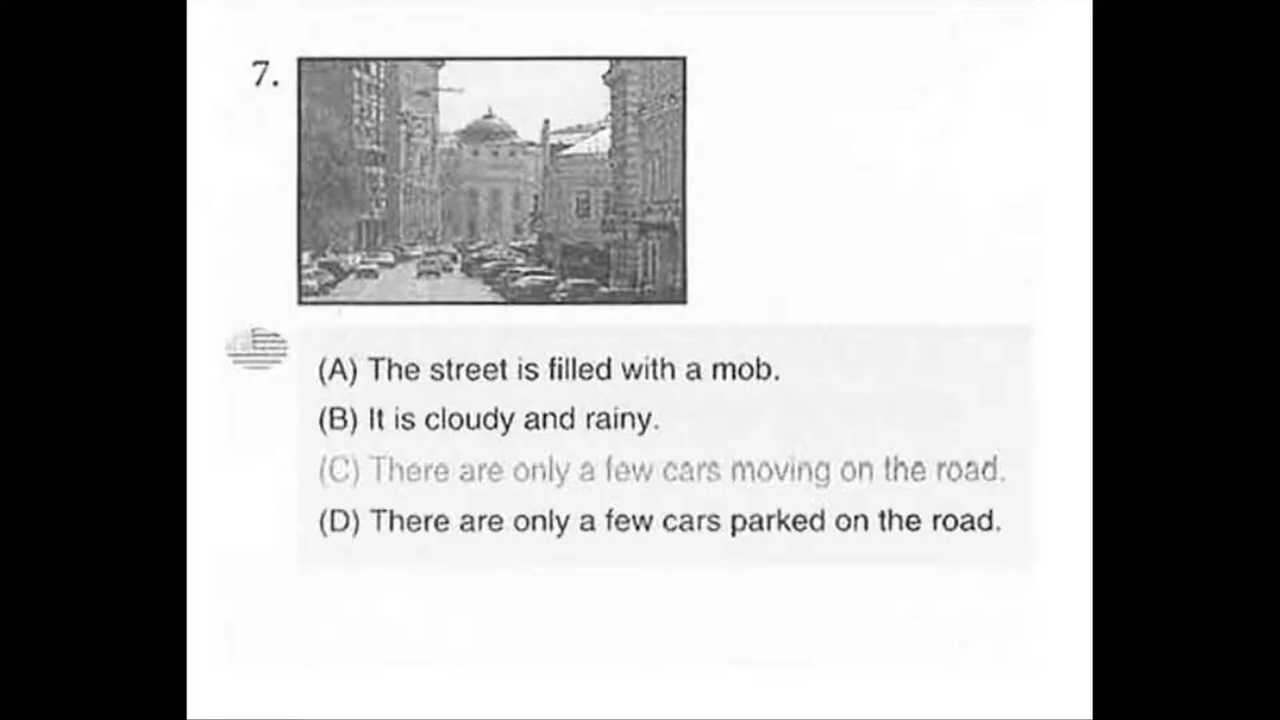 7.
(A) The street is filled with a mob.
(B) It is cloudy and rainy.
(C) There are only a few cars moving on the road.
(D) There are only a few cars parked on the road.